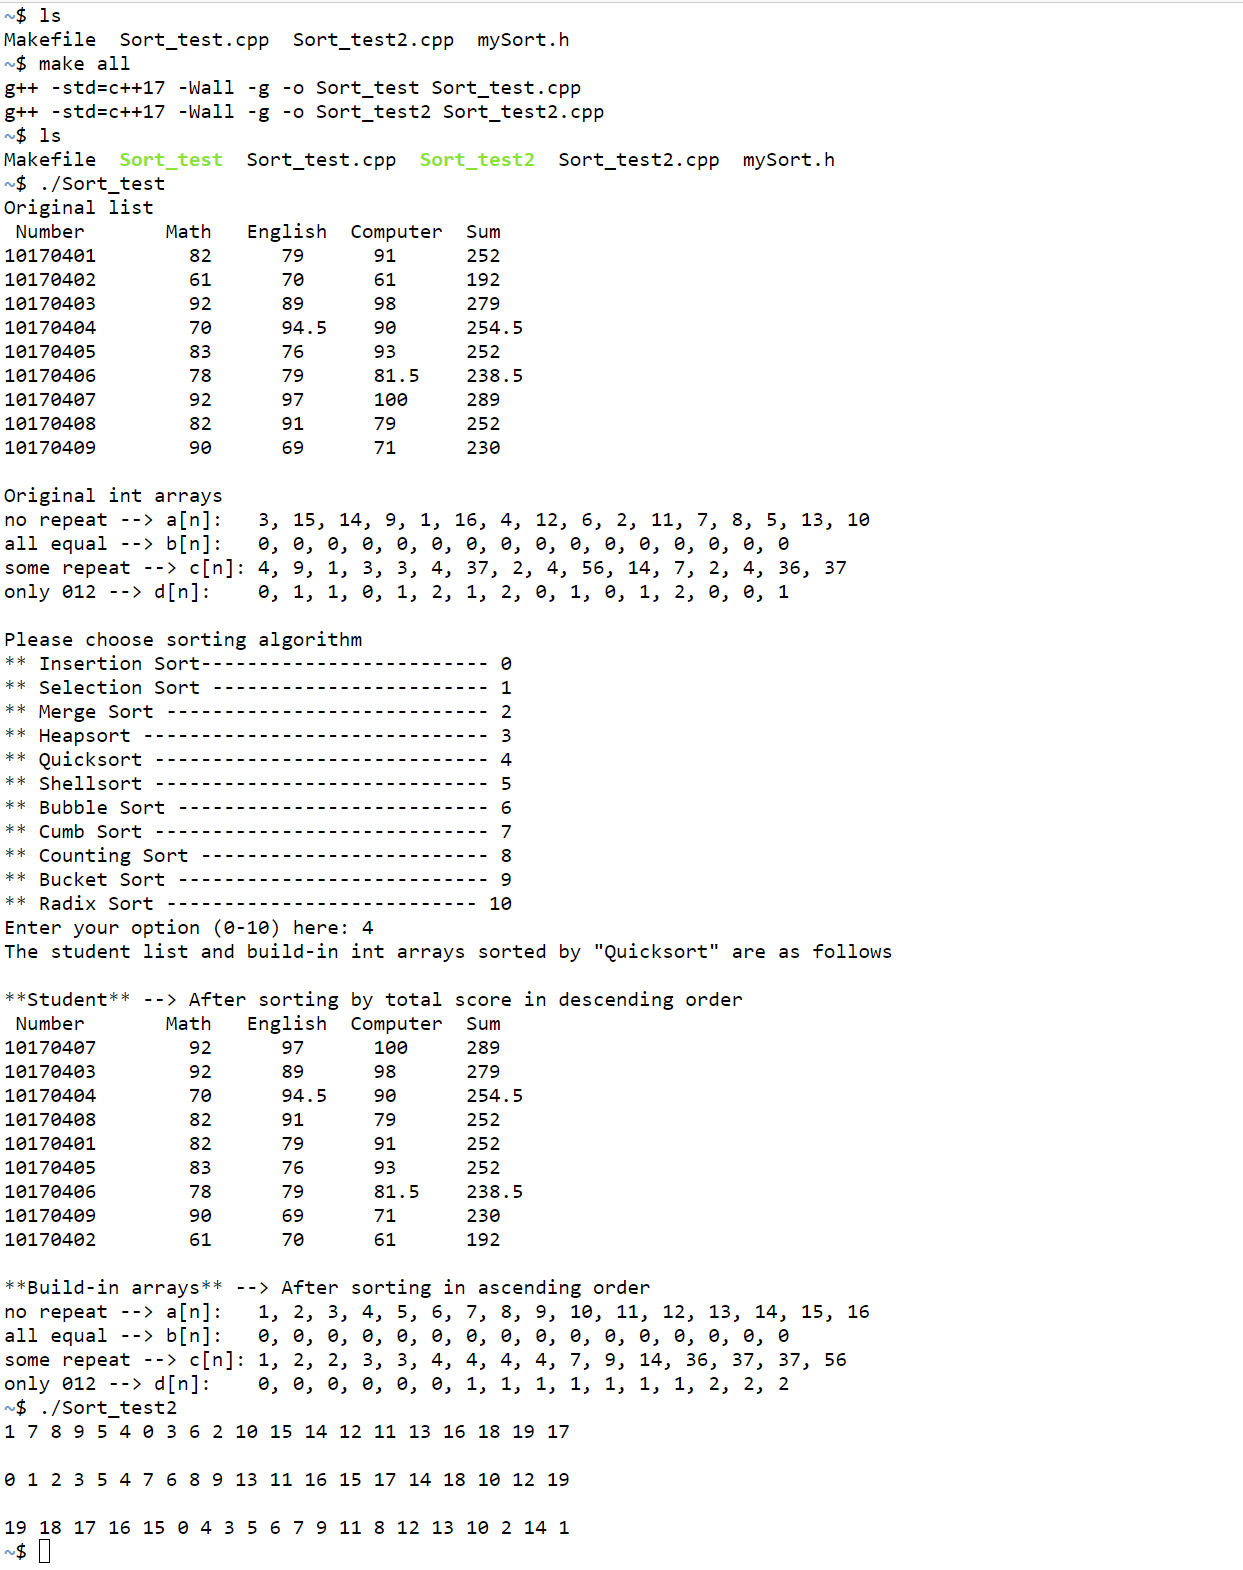 ~$ ls
Makefile  Sort_test.cpp  Sort_test2.cpp  mySort.h
~$ make all
g++ -std=c++17 -Wall -g -o Sort_test Sort_test.cpp
g++ -std=c++17 -Wall -g -o Sort_test2 Sort_test2.cpp
~$ ls
Makefile  Sort_test  Sort_test.cpp  Sort_test2  Sort_test2.cpp  mySort.h
~$ ./Sort_test
Original list
 Number       Math   English  Computer  Sum
10170401        82      79      91      252
10170402        61      70      61      192
10170403        92      89      98      279
10170404        70      94.5    90      254.5
10170405        83      76      93      252
10170406        78      79      81.5    238.5
10170407        92      97      100     289
10170408        82      91      79      252
10170409        90      69      71      230

Original int arrays
no repeat --> a[n]:   3, 15, 14, 9, 1, 16, 4, 12, 6, 2, 11, 7, 8, 5, 13, 10
all equal --> b[n]:   0, 0, 0, 0, 0, 0, 0, 0, 0, 0, 0, 0, 0, 0, 0, 0
some repeat --> c[n]: 4, 9, 1, 3, 3, 4, 37, 2, 4, 56, 14, 7, 2, 4, 36, 37
only 012 --> d[n]:    0, 1, 1, 0, 1, 2, 1, 2, 0, 1, 0, 1, 2, 0, 0, 1

Please choose sorting algorithm
** Insertion Sort------------------------- 0
** Selection Sort ------------------------ 1
** Merge Sort ---------------------------- 2
** Heapsort ------------------------------ 3
** Quicksort ----------------------------- 4
** Shellsort ----------------------------- 5
** Bubble Sort --------------------------- 6
** Cumb Sort ----------------------------- 7
** Counting Sort ------------------------- 8
** Bucket Sort --------------------------- 9
** Radix Sort --------------------------- 10
Enter your option (0-10) here: 4
The student list and build-in int arrays sorted by "Quicksort" are as follows

**Student** --> After sorting by total score in descending order
 Number       Math   English  Computer  Sum
10170407        92      97      100     289
10170403        92      89      98      279
10170404        70      94.5    90      254.5
10170408        82      91      79      252
10170401        82      79      91      252
10170405        83      76      93      252
10170406        78      79      81.5    238.5
10170409        90      69      71      230
10170402        61      70      61      192

**Build-in arrays** --> After sorting in ascending order
no repeat --> a[n]:   1, 2, 3, 4, 5, 6, 7, 8, 9, 10, 11, 12, 13, 14, 15, 16
all equal --> b[n]:   0, 0, 0, 0, 0, 0, 0, 0, 0, 0, 0, 0, 0, 0, 0, 0
some repeat --> c[n]: 1, 2, 2, 3, 3, 4, 4, 4, 4, 7, 9, 14, 36, 37, 37, 56
only 012 --> d[n]:    0, 0, 0, 0, 0, 0, 1, 1, 1, 1, 1, 1, 1, 2, 2, 2
~$ ./Sort_test2
1 7 8 9 5 4 0 3 6 2 10 15 14 12 11 13 16 18 19 17

0 1 2 3 5 4 7 6 8 9 13 11 16 15 17 14 18 10 12 19

19 18 17 16 15 0 4 3 5 6 7 9 11 8 12 13 10 2 14 1
~$